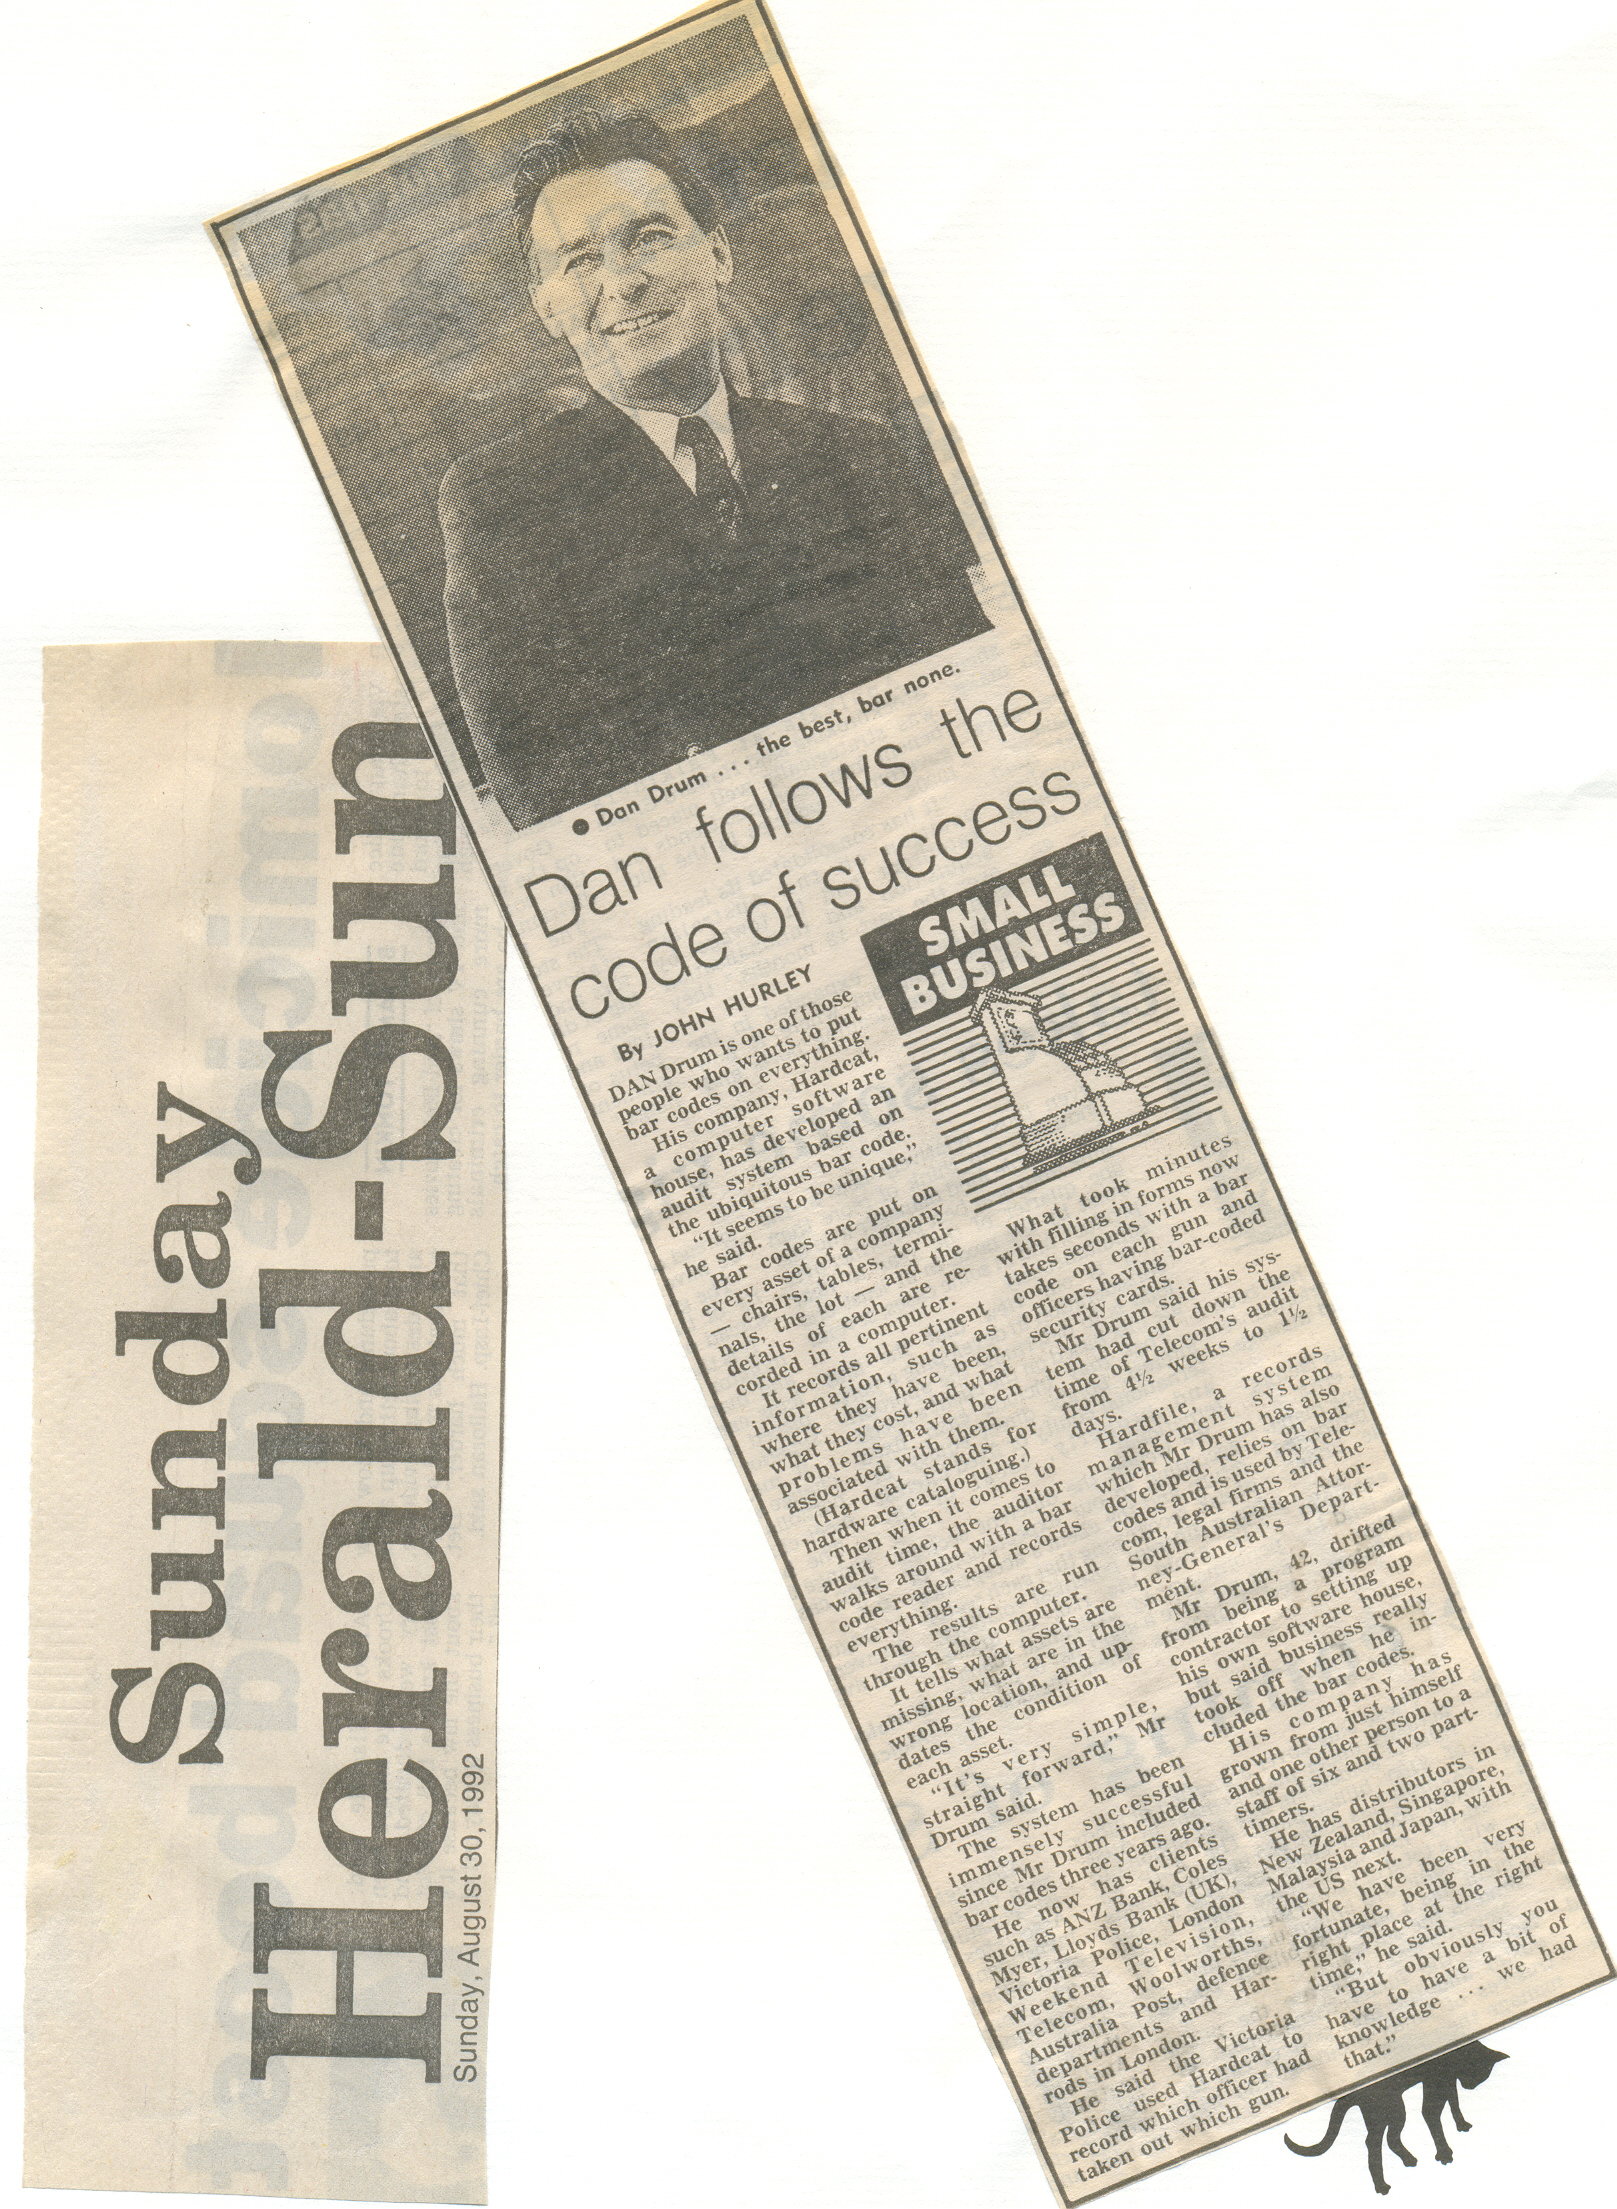 Sunday
Herald-Sun
Sunday, August 30, 1992
● Dan Drum . . . the best, bar none.
Dan follows the
code of success
SMALL
BUSINESS
By JOHN HURLEY
DAN Drum is one of those
people who wants to put
bar codes on everything.
His company, Hardcat,
a computer software
house, has developed an
audit system based on
the ubiquitous bar code.
“It seems to be unique,”
he said.
Bar codes are put on
every asset of a company
— chairs, tables, termi-
nals, the lot — and the
details of each are re-
corded in a computer.
It records all pertinent
information, such as
where they have been,
what they cost, and what
problems have been
associated with them.
(Hardcat stands for
hardware cataloguing.)
Then when it comes to
audit time, the auditor
walks around with a bar
code reader and records
everything.
The results are run
through the computer.
It tells what assets are
missing, what are in the
wrong location, and up-
dates the condition of
each asset.
“It's very simple,
straight forward,” Mr
Drum said.
The system has been
immensely successful
since Mr Drum included
bar codes three years ago.
He now has clients
such as ANZ Bank, Coles
Myer, Lloyds Bank (UK),
Victoria Police, London
Weekend Television,
Telecom, Woolworths,
Australia Post, defence
departments and Har-
rods in London.
He said the Victoria
Police used Hardcat to
record which officer had
taken out which gun.
What took minutes
with filling in forms now
takes seconds with a bar
code on each gun and
officers having bar-coded
security cards.
Mr Drum said his sys-
tem had cut down the
time of Telecom's audit
from 4½ weeks to 1½
days.
Hardfile, a records
management system
which Mr Drum has also
developed, relies on bar
codes and is used by Tele-
com, legal firms and the
South Australian Attor-
ney-General's Depart-
ment.
Mr Drum, 42, drifted
from being a program
contractor to setting up
his own software house,
but said business really
took off when he in-
cluded the bar codes.
His company has
grown from just himself
and one other person to a
staff of six and two part-
timers.
He has distributors in
New Zealand, Singapore,
Malaysia and Japan, with
the US next.
“We have been very
fortunate, being in the
right place at the right
time,” he said.
“But obviously you
have to have a bit of
knowledge . . . we had
that.”